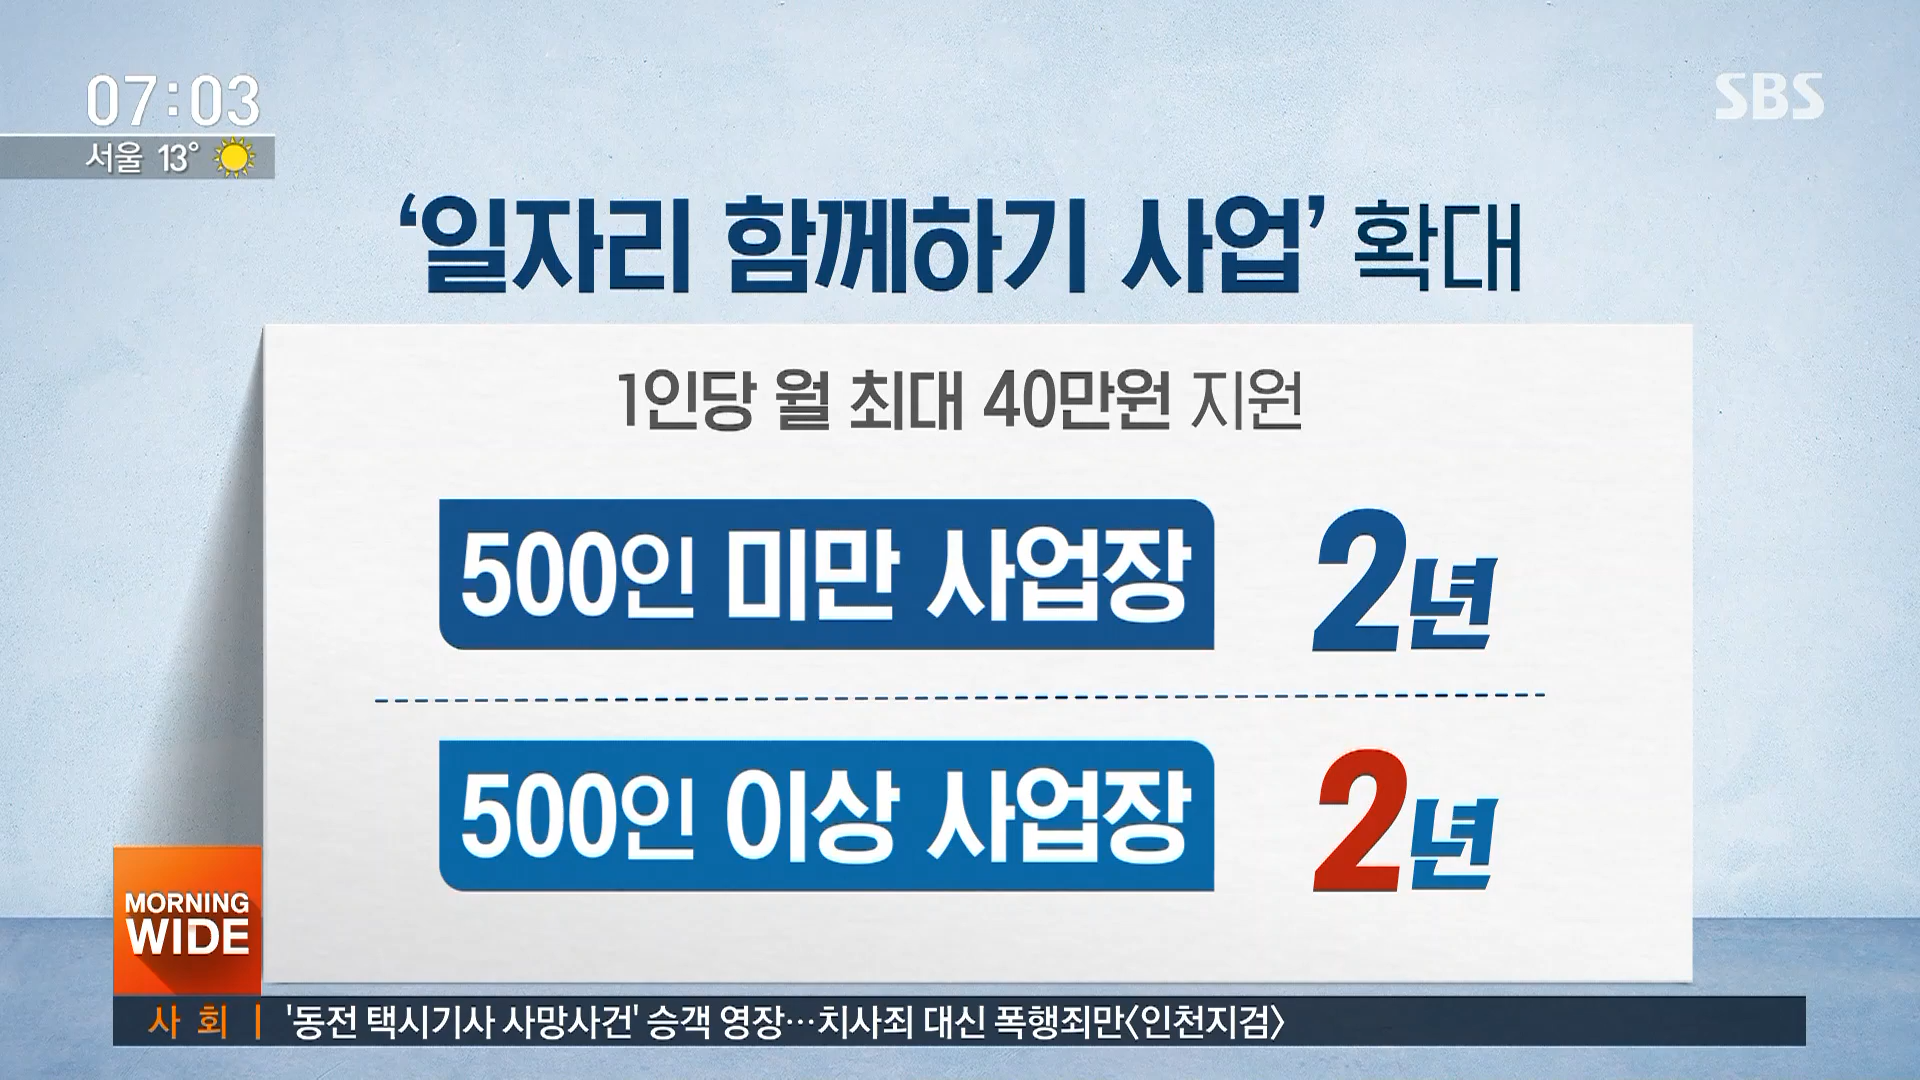 07:03
SBS
서울 13°
‘일자리 함께하기 사업’ 확대
1인당 월 최대 40만원 지원
500인 미만 사업장 2년
500인 이상 사업장 2년
MORNING
WIDE
사 회 | '동전 택시기사 사망사건' 승객 영장…치사죄 대신 폭행죄만<인천지검>